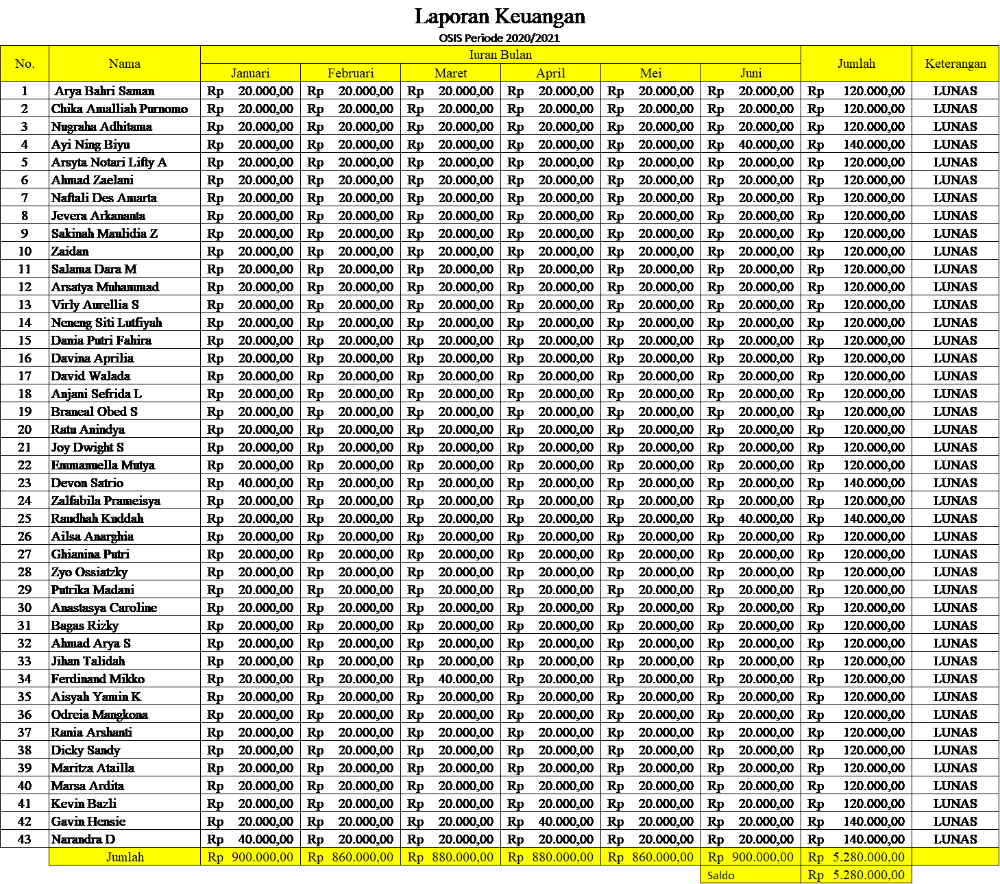 Laporan Keuangan
OSIS Periode 2020/2021
No. Nama Iuran Bulan Jumlah Keterangan
Januari Februari Maret April Mei Juni
1 Arya Bahri Saman Rp 20.000,00 Rp 20.000,00 Rp 20.000,00 Rp 20.000,00 Rp 20.000,00 Rp 20.000,00 Rp 120.000,00 LUNAS
2 Chika Amalliah Purnomo Rp 20.000,00 Rp 20.000,00 Rp 20.000,00 Rp 20.000,00 Rp 20.000,00 Rp 20.000,00 Rp 120.000,00 LUNAS
3 Nugraha Adhitama Rp 20.000,00 Rp 20.000,00 Rp 20.000,00 Rp 20.000,00 Rp 20.000,00 Rp 20.000,00 Rp 120.000,00 LUNAS
4 Ayi Ning Biyu Rp 20.000,00 Rp 20.000,00 Rp 20.000,00 Rp 20.000,00 Rp 20.000,00 Rp 40.000,00 Rp 140.000,00 LUNAS
5 Arsyta Notari Lifty A Rp 20.000,00 Rp 20.000,00 Rp 20.000,00 Rp 20.000,00 Rp 20.000,00 Rp 20.000,00 Rp 120.000,00 LUNAS
6 Ahmad Zaelani Rp 20.000,00 Rp 20.000,00 Rp 20.000,00 Rp 20.000,00 Rp 20.000,00 Rp 20.000,00 Rp 120.000,00 LUNAS
7 Naftali Des Amarta Rp 20.000,00 Rp 20.000,00 Rp 20.000,00 Rp 20.000,00 Rp 20.000,00 Rp 20.000,00 Rp 120.000,00 LUNAS
8 Jevera Arkananta Rp 20.000,00 Rp 20.000,00 Rp 20.000,00 Rp 20.000,00 Rp 20.000,00 Rp 20.000,00 Rp 120.000,00 LUNAS
9 Sakinah Maulidia Z Rp 20.000,00 Rp 20.000,00 Rp 20.000,00 Rp 20.000,00 Rp 20.000,00 Rp 20.000,00 Rp 120.000,00 LUNAS
10 Zaidan Rp 20.000,00 Rp 20.000,00 Rp 20.000,00 Rp 20.000,00 Rp 20.000,00 Rp 20.000,00 Rp 120.000,00 LUNAS
11 Salama Dara M Rp 20.000,00 Rp 20.000,00 Rp 20.000,00 Rp 20.000,00 Rp 20.000,00 Rp 20.000,00 Rp 120.000,00 LUNAS
12 Arsatya Muhammad Rp 20.000,00 Rp 20.000,00 Rp 20.000,00 Rp 20.000,00 Rp 20.000,00 Rp 20.000,00 Rp 120.000,00 LUNAS
13 Virly Aurellia S Rp 20.000,00 Rp 20.000,00 Rp 20.000,00 Rp 20.000,00 Rp 20.000,00 Rp 20.000,00 Rp 120.000,00 LUNAS
14 Neneng Siti Lutfiyah Rp 20.000,00 Rp 20.000,00 Rp 20.000,00 Rp 20.000,00 Rp 20.000,00 Rp 20.000,00 Rp 120.000,00 LUNAS
15 Dania Putri Fahira Rp 20.000,00 Rp 20.000,00 Rp 20.000,00 Rp 20.000,00 Rp 20.000,00 Rp 20.000,00 Rp 120.000,00 LUNAS
16 Davina Aprilia Rp 20.000,00 Rp 20.000,00 Rp 20.000,00 Rp 20.000,00 Rp 20.000,00 Rp 20.000,00 Rp 120.000,00 LUNAS
17 David Walada Rp 20.000,00 Rp 20.000,00 Rp 20.000,00 Rp 20.000,00 Rp 20.000,00 Rp 20.000,00 Rp 120.000,00 LUNAS
18 Anjani Sefrida L Rp 20.000,00 Rp 20.000,00 Rp 20.000,00 Rp 20.000,00 Rp 20.000,00 Rp 20.000,00 Rp 120.000,00 LUNAS
19 Braneal Obed S Rp 20.000,00 Rp 20.000,00 Rp 20.000,00 Rp 20.000,00 Rp 20.000,00 Rp 20.000,00 Rp 120.000,00 LUNAS
20 Ratu Anindya Rp 20.000,00 Rp 20.000,00 Rp 20.000,00 Rp 20.000,00 Rp 20.000,00 Rp 20.000,00 Rp 120.000,00 LUNAS
21 Joy Dwight S Rp 20.000,00 Rp 20.000,00 Rp 20.000,00 Rp 20.000,00 Rp 20.000,00 Rp 20.000,00 Rp 120.000,00 LUNAS
22 Emmanuella Mutya Rp 20.000,00 Rp 20.000,00 Rp 20.000,00 Rp 20.000,00 Rp 20.000,00 Rp 20.000,00 Rp 120.000,00 LUNAS
23 Devon Satrio Rp 40.000,00 Rp 20.000,00 Rp 20.000,00 Rp 20.000,00 Rp 20.000,00 Rp 20.000,00 Rp 140.000,00 LUNAS
24 Zalfabila Prameisya Rp 20.000,00 Rp 20.000,00 Rp 20.000,00 Rp 20.000,00 Rp 20.000,00 Rp 20.000,00 Rp 120.000,00 LUNAS
25 Raudhah Kuddah Rp 20.000,00 Rp 20.000,00 Rp 20.000,00 Rp 20.000,00 Rp 20.000,00 Rp 40.000,00 Rp 140.000,00 LUNAS
26 Ailsa Anarghia Rp 20.000,00 Rp 20.000,00 Rp 20.000,00 Rp 20.000,00 Rp 20.000,00 Rp 20.000,00 Rp 120.000,00 LUNAS
27 Ghianina Putri Rp 20.000,00 Rp 20.000,00 Rp 20.000,00 Rp 20.000,00 Rp 20.000,00 Rp 20.000,00 Rp 120.000,00 LUNAS
28 Zyo Ossiatzky Rp 20.000,00 Rp 20.000,00 Rp 20.000,00 Rp 20.000,00 Rp 20.000,00 Rp 20.000,00 Rp 120.000,00 LUNAS
29 Putrika Madani Rp 20.000,00 Rp 20.000,00 Rp 20.000,00 Rp 20.000,00 Rp 20.000,00 Rp 20.000,00 Rp 120.000,00 LUNAS
30 Anastasya Caroline Rp 20.000,00 Rp 20.000,00 Rp 20.000,00 Rp 20.000,00 Rp 20.000,00 Rp 20.000,00 Rp 120.000,00 LUNAS
31 Bagas Rizky Rp 20.000,00 Rp 20.000,00 Rp 20.000,00 Rp 20.000,00 Rp 20.000,00 Rp 20.000,00 Rp 120.000,00 LUNAS
32 Ahmad Arya S Rp 20.000,00 Rp 20.000,00 Rp 20.000,00 Rp 20.000,00 Rp 20.000,00 Rp 20.000,00 Rp 120.000,00 LUNAS
33 Jihan Talidah Rp 20.000,00 Rp 20.000,00 Rp 20.000,00 Rp 20.000,00 Rp 20.000,00 Rp 20.000,00 Rp 120.000,00 LUNAS
34 Ferdinand Mikko Rp 20.000,00 Rp 20.000,00 Rp 40.000,00 Rp 20.000,00 Rp 20.000,00 Rp 20.000,00 Rp 120.000,00 LUNAS
35 Aisyah Yamin K Rp 20.000,00 Rp 20.000,00 Rp 20.000,00 Rp 20.000,00 Rp 20.000,00 Rp 20.000,00 Rp 120.000,00 LUNAS
36 Odreia Mangkona Rp 20.000,00 Rp 20.000,00 Rp 20.000,00 Rp 20.000,00 Rp 20.000,00 Rp 20.000,00 Rp 120.000,00 LUNAS
37 Rania Arshanti Rp 20.000,00 Rp 20.000,00 Rp 20.000,00 Rp 20.000,00 Rp 20.000,00 Rp 20.000,00 Rp 120.000,00 LUNAS
38 Dicky Sandy Rp 20.000,00 Rp 20.000,00 Rp 20.000,00 Rp 20.000,00 Rp 20.000,00 Rp 20.000,00 Rp 120.000,00 LUNAS
39 Maritza Atailla Rp 20.000,00 Rp 20.000,00 Rp 20.000,00 Rp 20.000,00 Rp 20.000,00 Rp 20.000,00 Rp 120.000,00 LUNAS
40 Marsa Ardita Rp 20.000,00 Rp 20.000,00 Rp 20.000,00 Rp 20.000,00 Rp 20.000,00 Rp 20.000,00 Rp 120.000,00 LUNAS
41 Kevin Bazli Rp 20.000,00 Rp 20.000,00 Rp 20.000,00 Rp 20.000,00 Rp 20.000,00 Rp 20.000,00 Rp 120.000,00 LUNAS
42 Gavin Hensie Rp 20.000,00 Rp 20.000,00 Rp 20.000,00 Rp 40.000,00 Rp 20.000,00 Rp 20.000,00 Rp 140.000,00 LUNAS
43 Narandra D Rp 40.000,00 Rp 20.000,00 Rp 20.000,00 Rp 20.000,00 Rp 20.000,00 Rp 20.000,00 Rp 140.000,00 LUNAS
Jumlah Rp 900.000,00 Rp 860.000,00 Rp 880.000,00 Rp 880.000,00 Rp 860.000,00 Rp 900.000,00 Rp 5.280.000,00
Saldo Rp 5.280.000,00